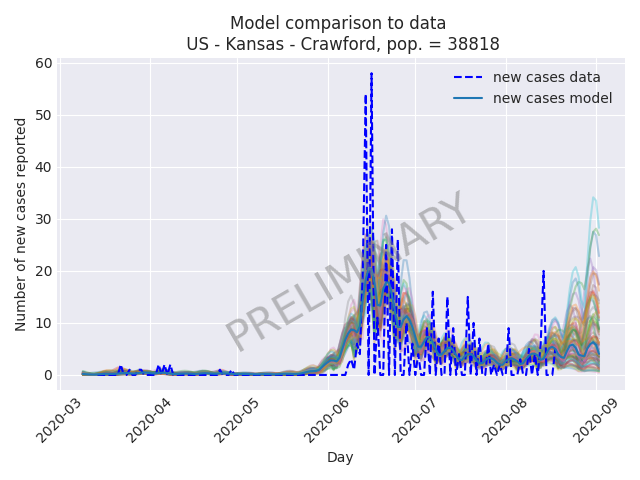 Model comparison to data
US - Kansas - Crawford, pop. = 38818
60
50
40
30
20
10
0
Number of new cases reported
new cases data
new cases model
PRELIMINARY
2020-03
2020-04
2020-05
2020-06
2020-07
2020-08
2020-09
Day